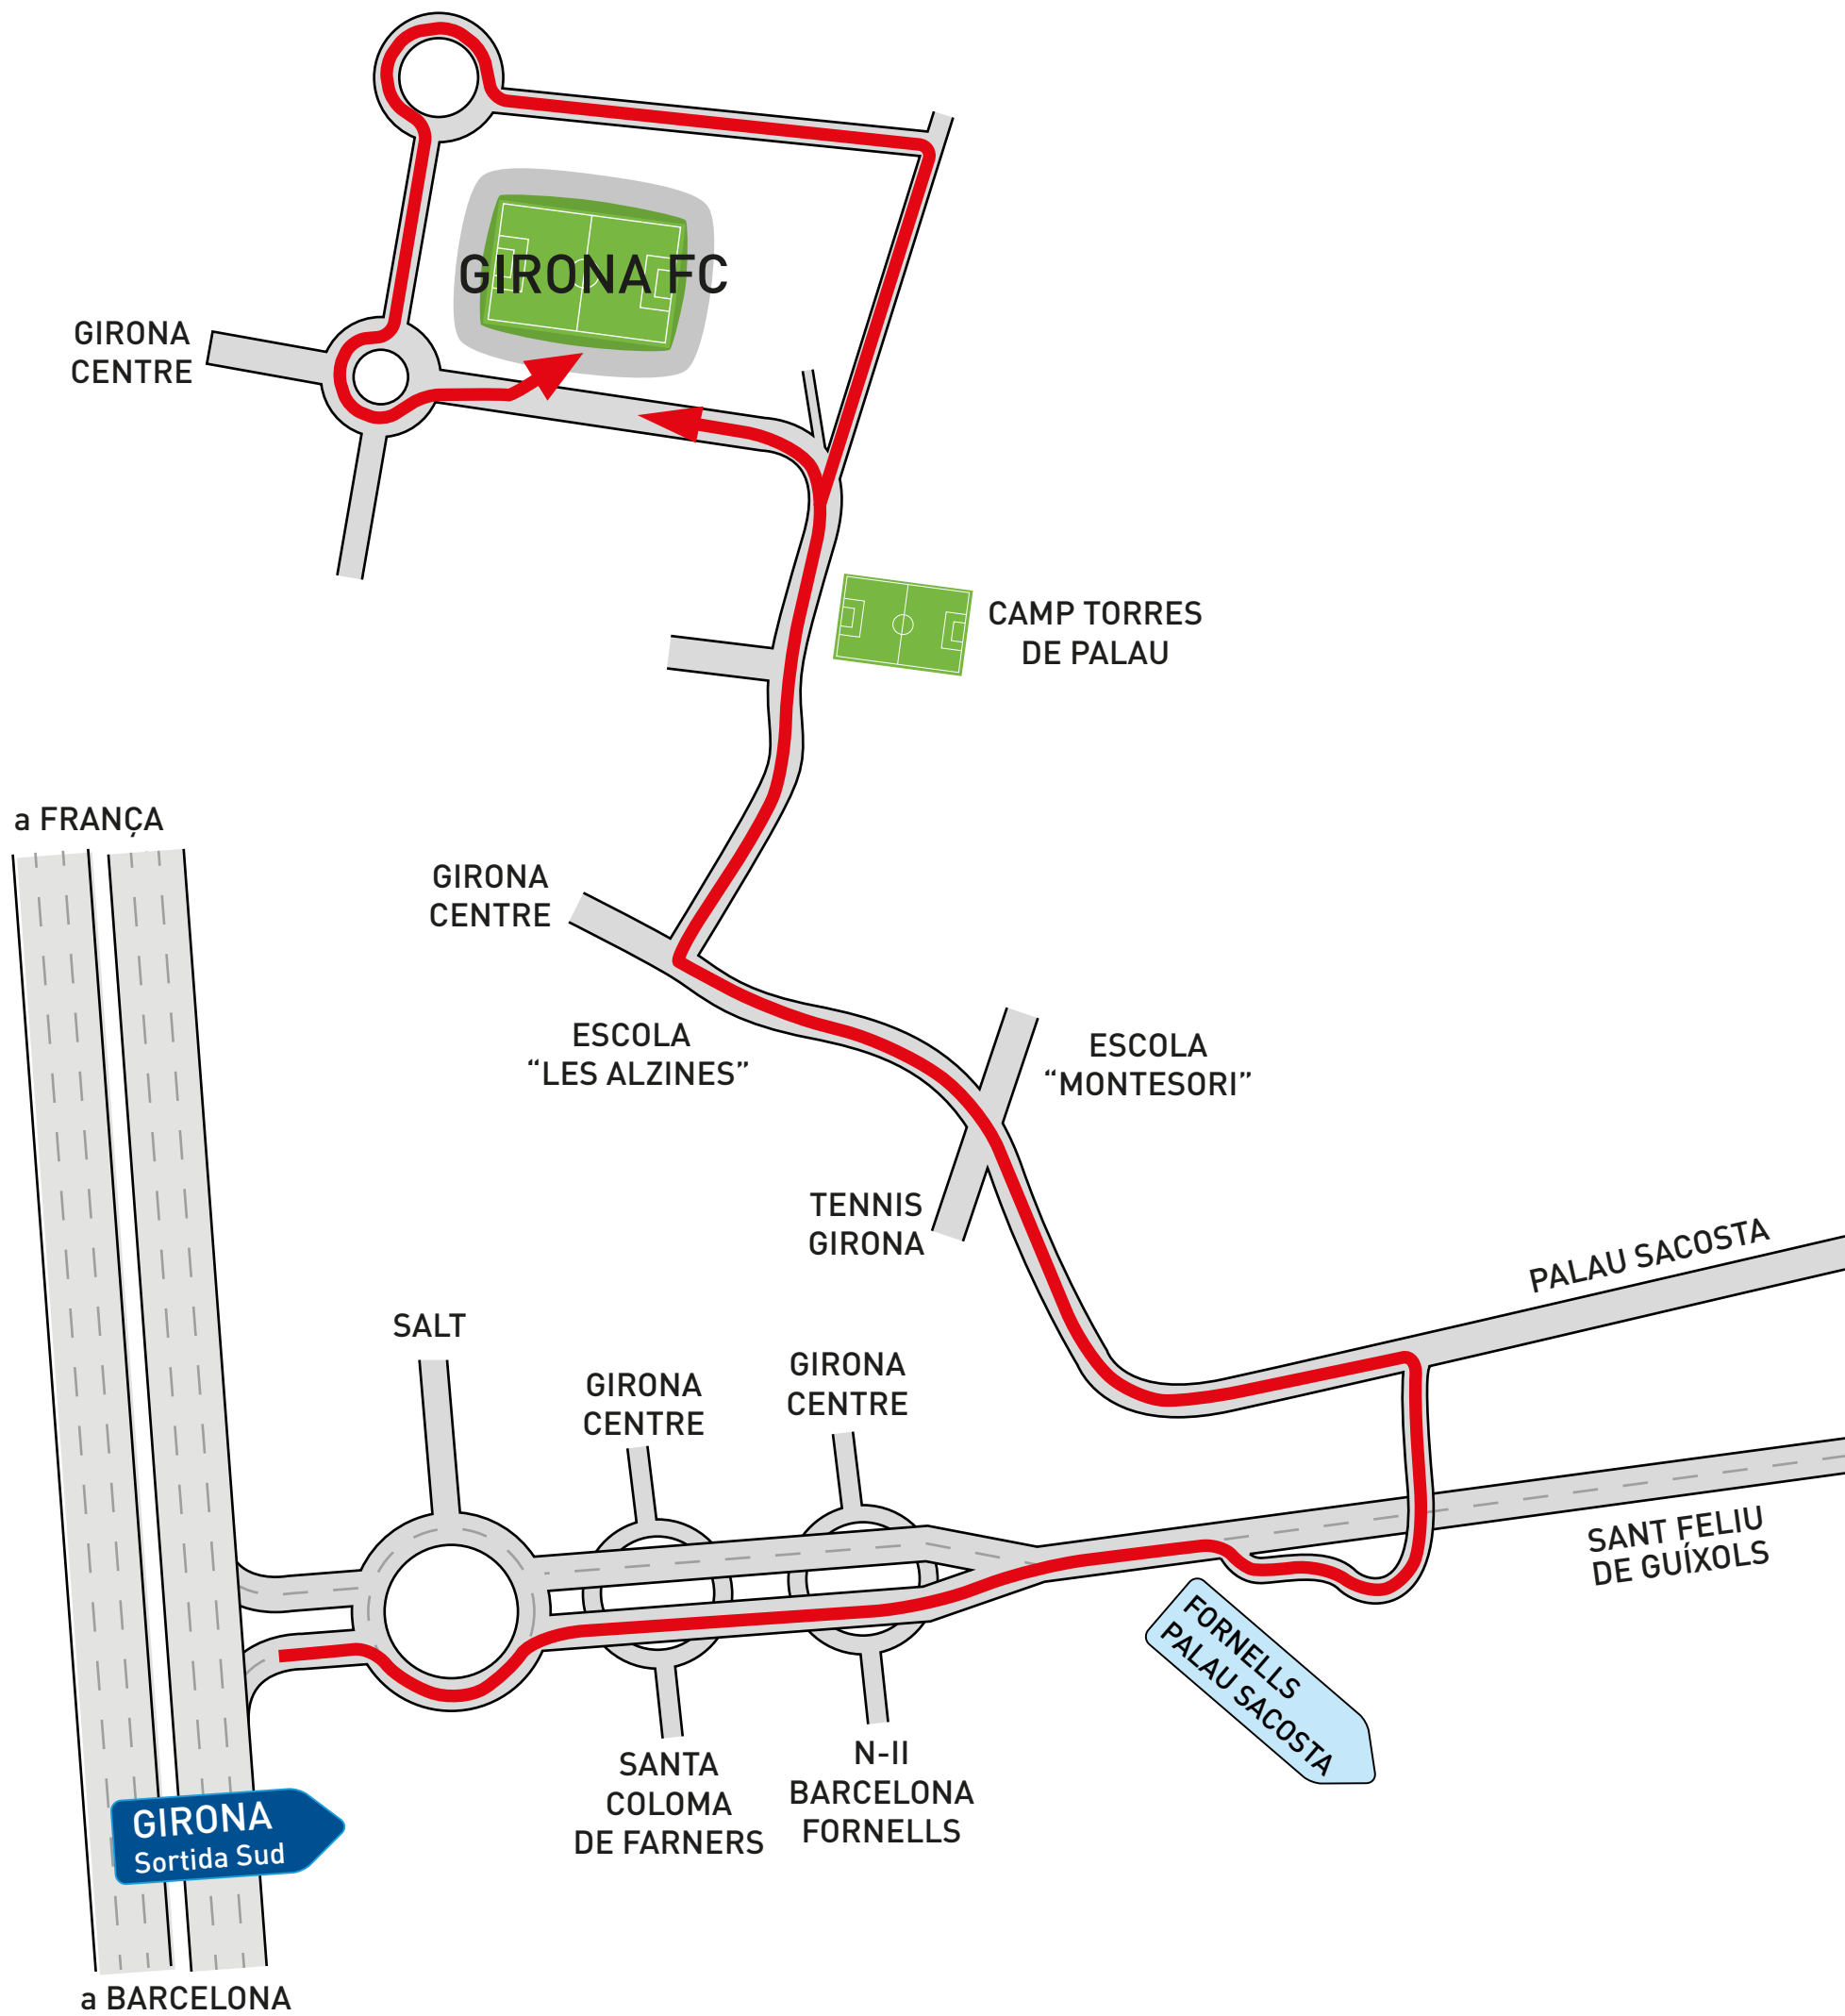 GIRONA FC
GIRONA
CENTRE
CAMP TORRES
DE PALAU
a FRANÇA
GIRONA
CENTRE
ESCOLA
“LES ALZINES”
ESCOLA
“MONTESORI”
TENNIS
GIRONA
PALAU SACOSTA
SALT
GIRONA
CENTRE
GIRONA
CENTRE
SANT FELIU
DE GUÍXOLS
FORNELLS
PALAU SACOSTA
SANTA
COLOMA
DE FARNERS
N-II
BARCELONA
FORNELLS
GIRONA
Sortida Sud
a BARCELONA